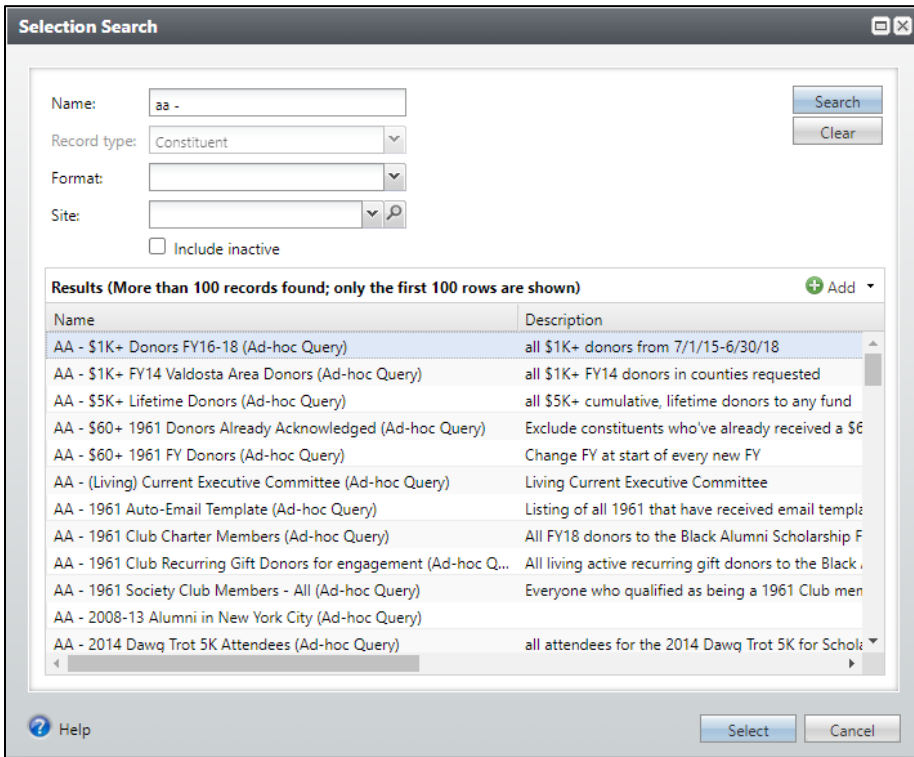 Selection Search
Name: aa -
Search
Record type: Constituent
Clear
Format:
Site:
Include inactive
Results (More than 100 records found; only the first 100 rows are shown) Add
Name Description
AA - $1K+ Donors FY16-18 (Ad-hoc Query) all $1K+ donors from 7/1/15-6/30/18
AA - $1K+ FY14 Valdosta Area Donors (Ad-hoc Query) all $1K+ FY14 donors in counties requested
AA - $5K+ Lifetime Donors (Ad-hoc Query) all $5K+ cumulative, lifetime donors to any fund
AA - $60+ 1961 Donors Already Acknowledged (Ad-hoc Query) Exclude constituents who've already received a $6
AA - $60+ 1961 FY Donors (Ad-hoc Query) Change FY at start of every new FY
AA - (Living) Current Executive Committee (Ad-hoc Query) Living Current Executive Committee
AA - 1961 Auto-Email Template (Ad-hoc Query) Listing of all 1961 that have received email templa
AA - 1961 Club Charter Members (Ad-hoc Query) All FY18 donors to the Black Alumni Scholarship F
AA - 1961 Club Recurring Gift Donors for engagement (Ad-hoc Q... All living active recurring gift donors to the Black
AA - 1961 Society Club Members - All (Ad-hoc Query) Everyone who qualified as being a 1961 Club mem
AA - 2008-13 Alumni in New York City (Ad-hoc Query)
AA - 2014 Dawg Trot 5K Attendees (Ad-hoc Query) all attendees for the 2014 Dawg Trot 5K for Schola
Help
Select Cancel